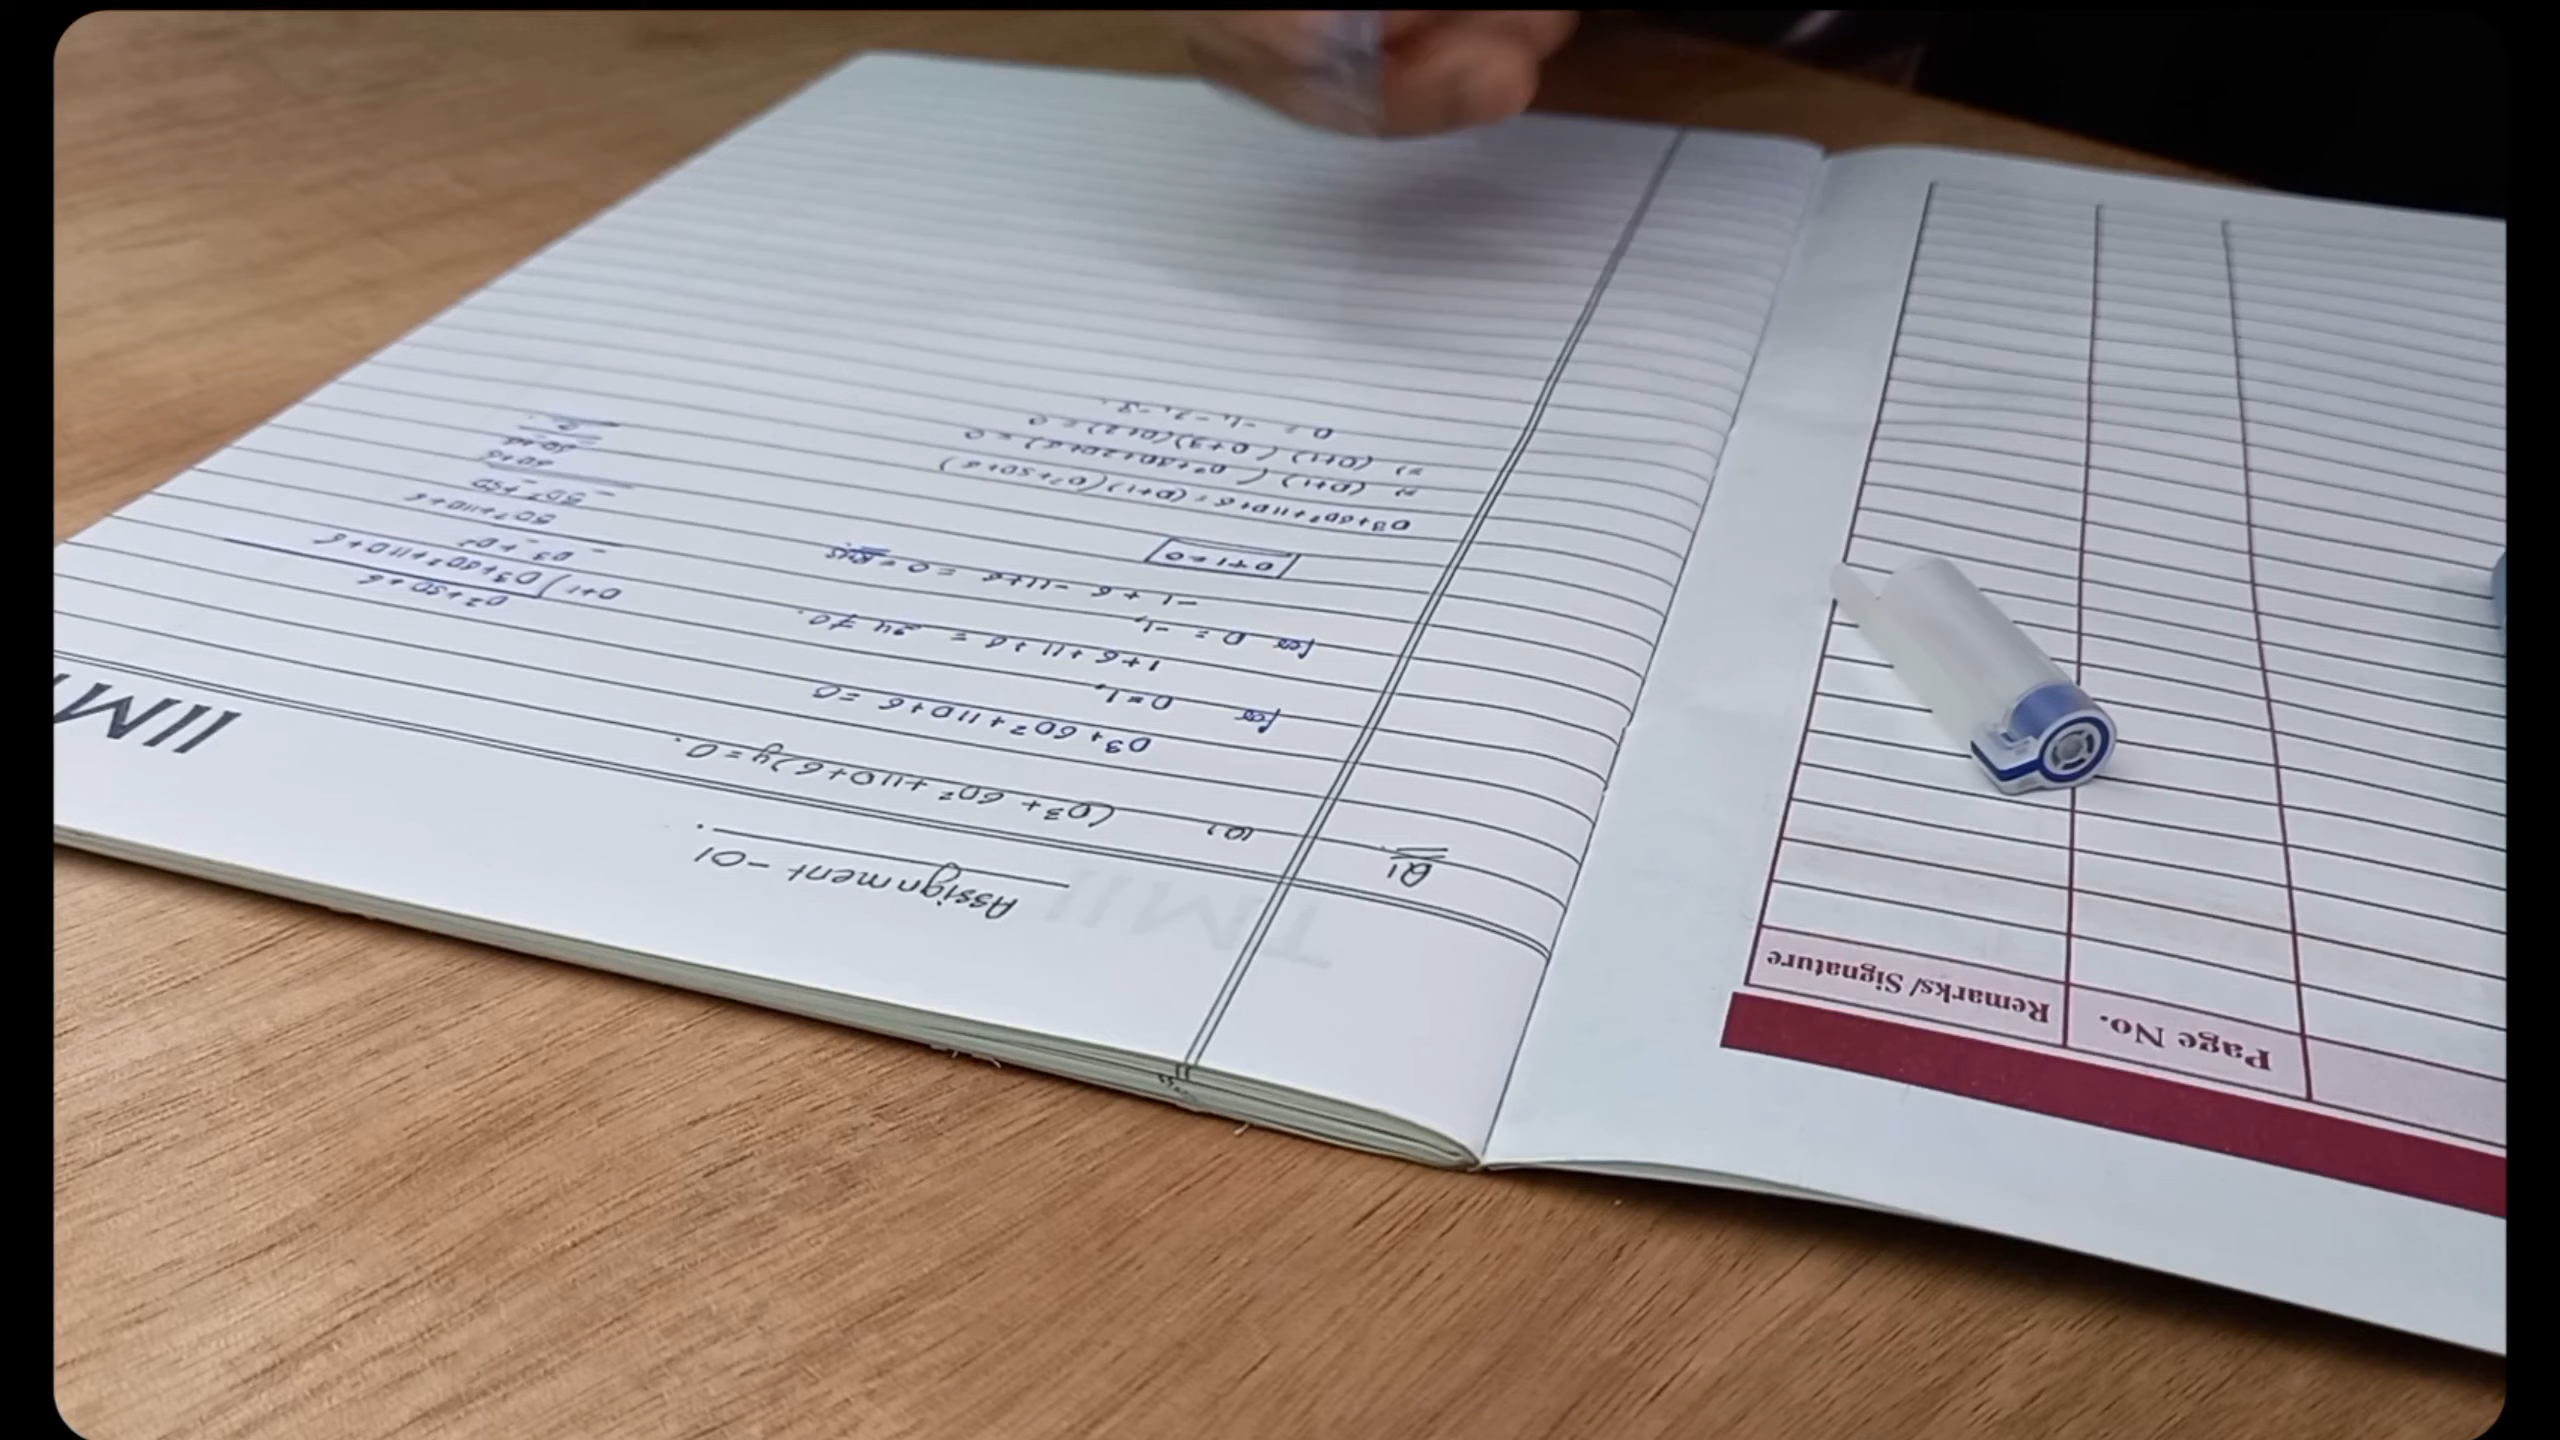 IIM
Assignment -01
Q1
(a) (D³ + 6D² + 11D + 6)y = 0.
D³ + 6D² + 11D + 6 = 0
for D = 1,
1 + 6 + 11 + 6 = 24 ≠ 0.
for D = -1,
-1 + 6 - 11 + 6 = 0 = RHS
D+1=0
D³+6D²+11D+6 = (D+1)(D²+5D+6)
=) (D+1) (D²+3D+2D+6) = 0
=) (D+1) (D+3)(D+2) = 0
D = -1, -2, -3.
D²+5D+6
D+1) D³+6D²+11D+6
- D³ + D²
5D²+11D+6
- 5D² + 5D
6D+6
6D+6
0
Page No.
Remarks/ Signature